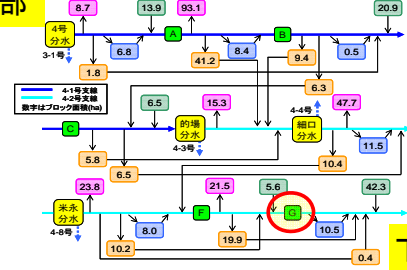 部
8.7
13.9
93.1
20.9
4号
分水
A
B
3-1号
6.8
8.4
0.5
41.2
9.4
1.8
6.3
4-1号支線
4-2号支線
数字はブロック面積(ha)
6.5
15.3
4-4号
47.7
C
的場
分水
細口
分水
4-3号
11.5
5.8
10.4
6.5
23.8
21.5
5.6
42.3
米永
分水
F
G
4-8号
8.0
10.5
10.2
19.9
0.4